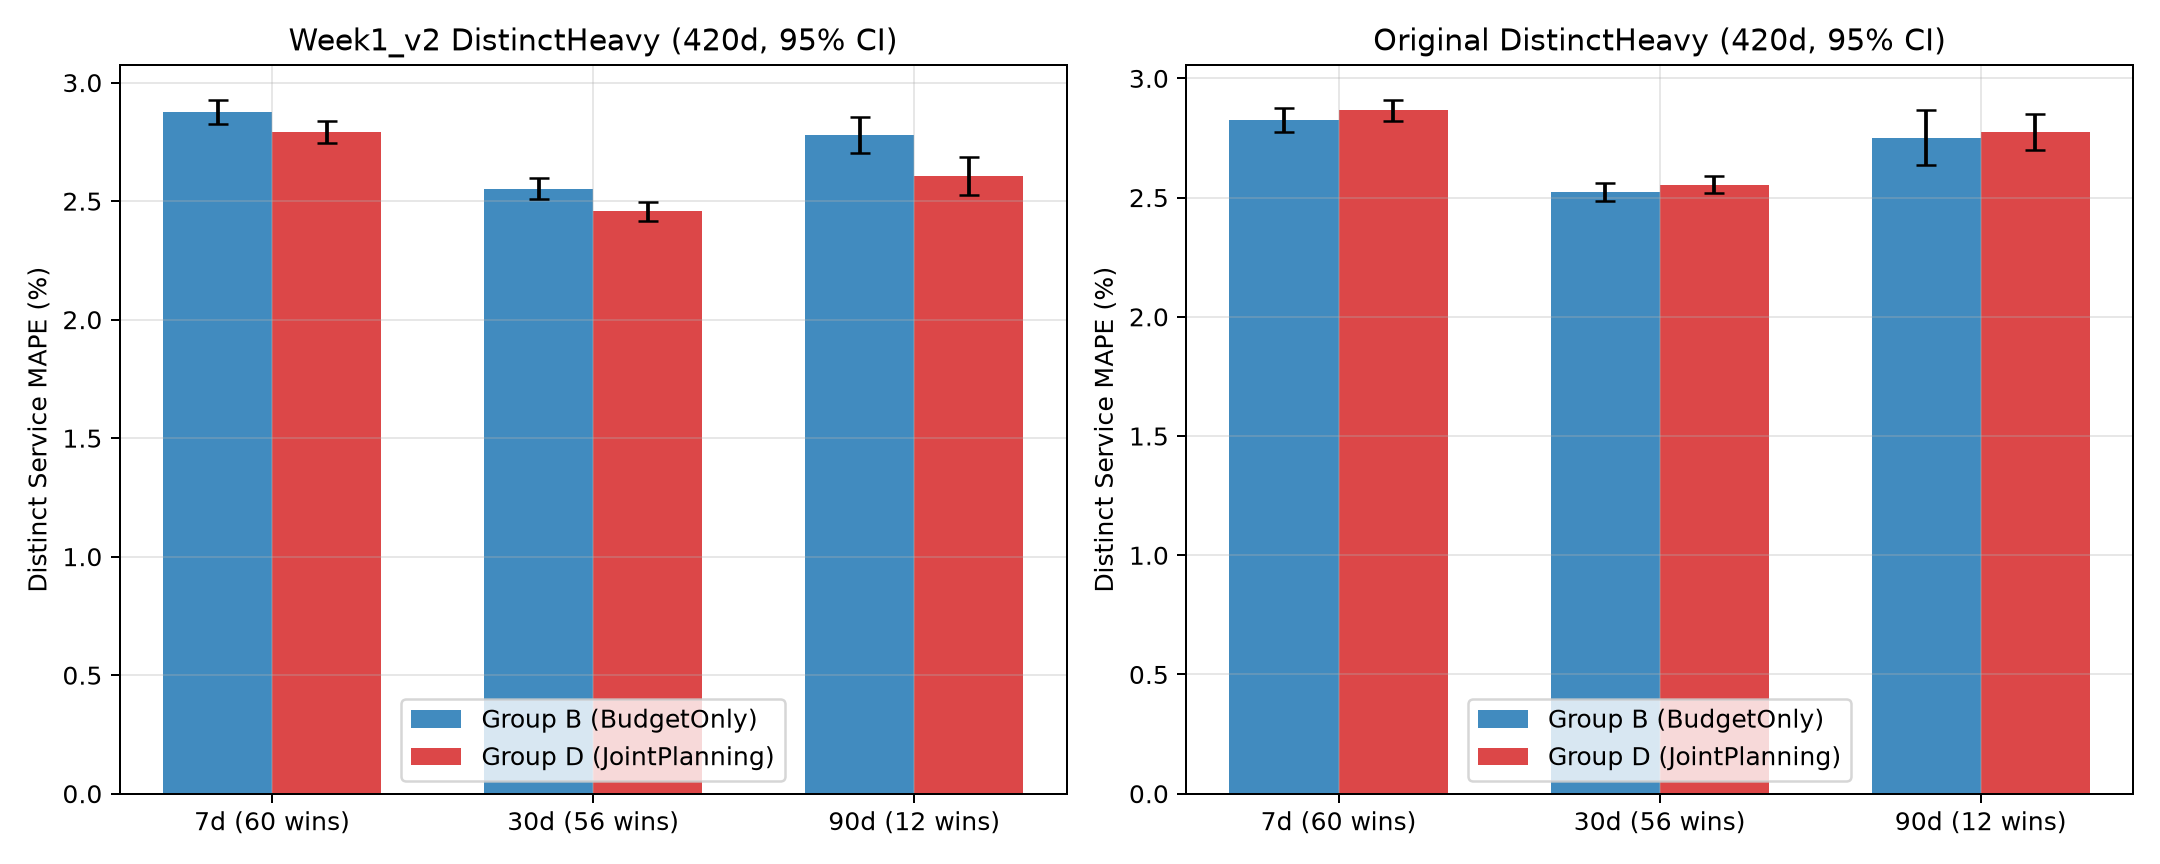 Week1_v2 DistinctHeavy (420d, 95% CI)
Distinct Service MAPE (%)
3.0
2.5
2.0
1.5
1.0
0.5
0.0
Group B (BudgetOnly)
Group D (JointPlanning)
7d (60 wins)
30d (56 wins)
90d (12 wins)
Original DistinctHeavy (420d, 95% CI)
Distinct Service MAPE (%)
3.0
2.5
2.0
1.5
1.0
0.5
0.0
Group B (BudgetOnly)
Group D (JointPlanning)
7d (60 wins)
30d (56 wins)
90d (12 wins)